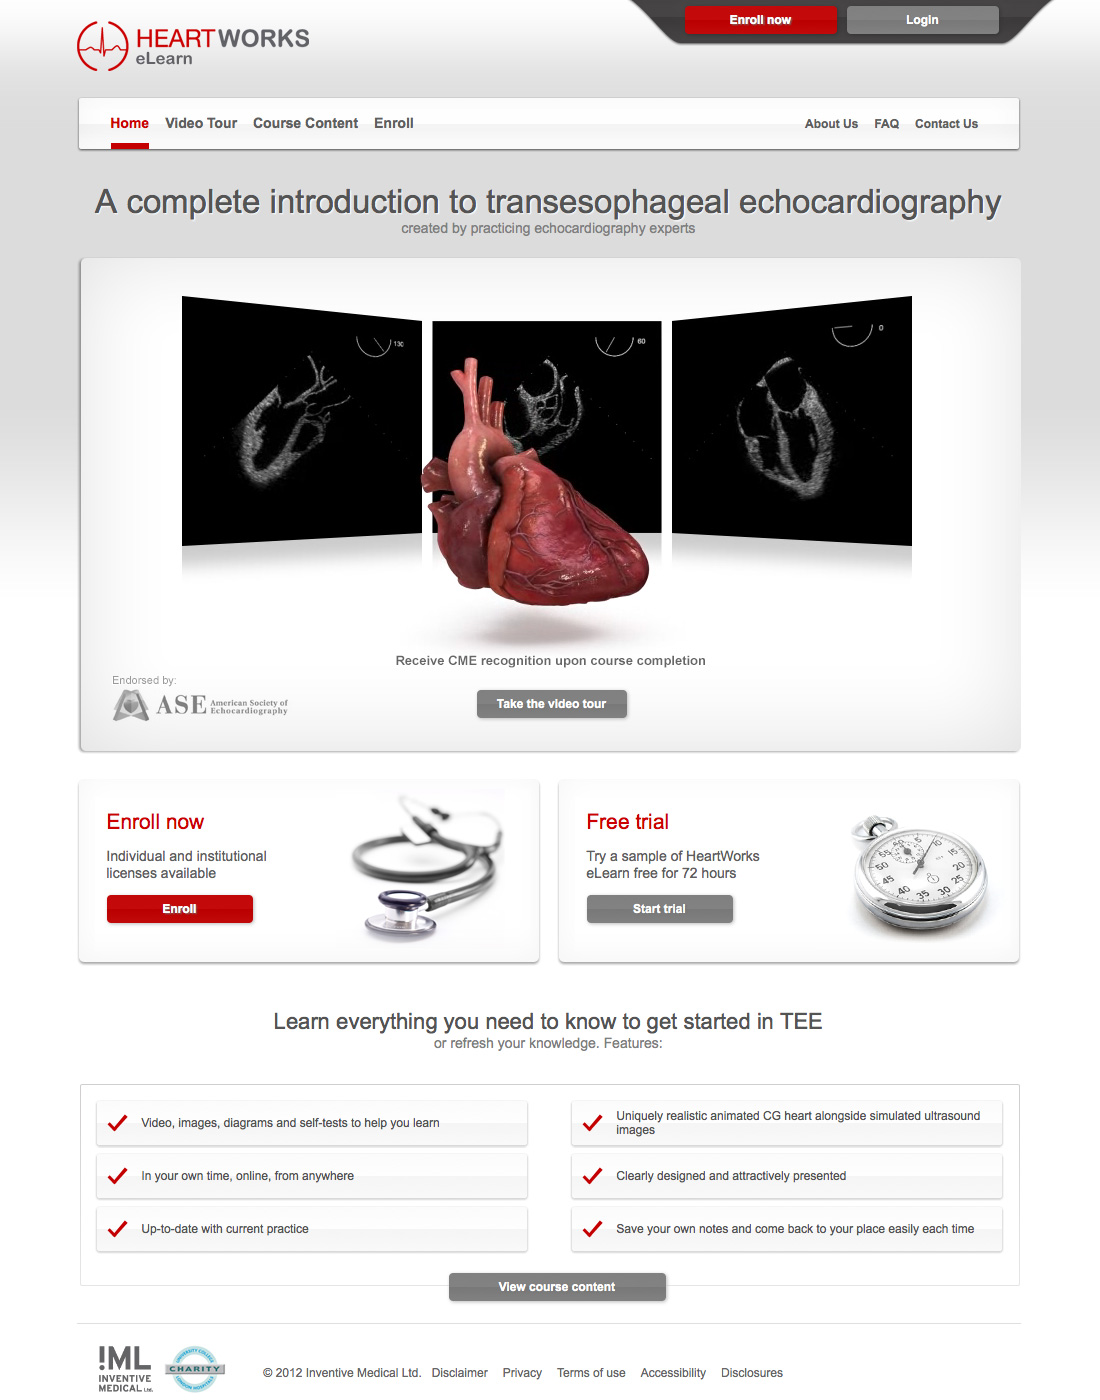 Enroll now
Login
HEARTWORKS
eLearn
Home
Video Tour
Course Content
Enroll
About Us
FAQ
Contact Us
A complete introduction to transesophageal echocardiography
created by practicing echocardiography experts
130
60
0
Receive CME recognition upon course completion
Endorsed by:
ASE American Society of
Echocardiography
Take the video tour
Enroll now
Individual and institutional
licenses available
Enroll
Free trial
Try a sample of HeartWorks
eLearn free for 72 hours
Start trial
Learn everything you need to know to get started in TEE
or refresh your knowledge. Features:
Video, images, diagrams and self-tests to help you learn
Uniquely realistic animated CG heart alongside simulated ultrasound
images
In your own time, online, from anywhere
Clearly designed and attractively presented
Up-to-date with current practice
Save your own notes and come back to your place easily each time
View course content
!ML
INVENTIVE
MEDICAL Ltd.
UNIVERSITY COLLEGE
CHARITY
LONDON HOSPITALS
© 2012 Inventive Medical Ltd.
Disclaimer
Privacy
Terms of use
Accessibility
Disclosures